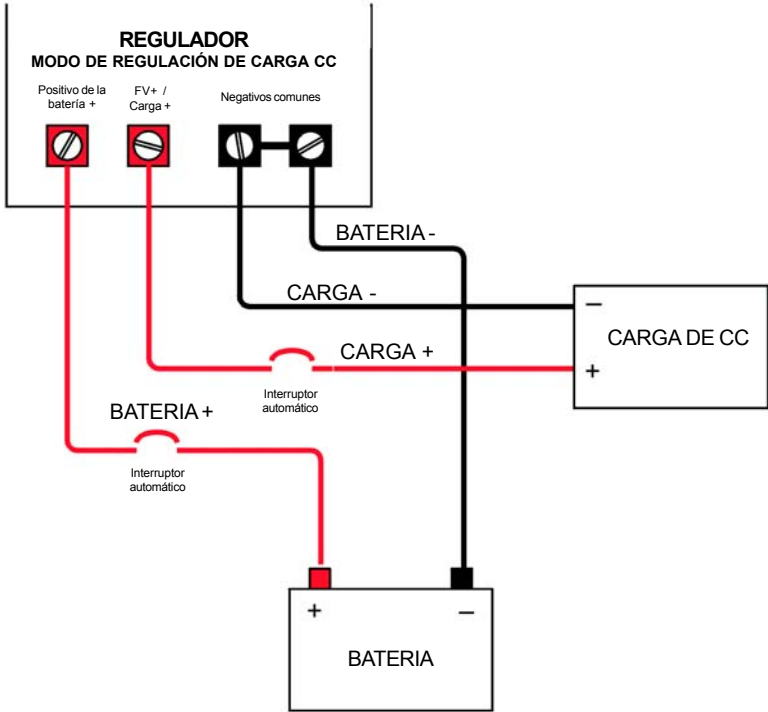 REGULADOR
MODO DE REGULACIÓN DE CARGA CC
Positivo de la
batería +
FV+ /
Carga +
Negativos comunes
BATERIA -
CARGA -
–
CARGA DE CC
CARGA +
+
Interruptor
automático
BATERIA +
Interruptor
automático
+
–
BATERIA